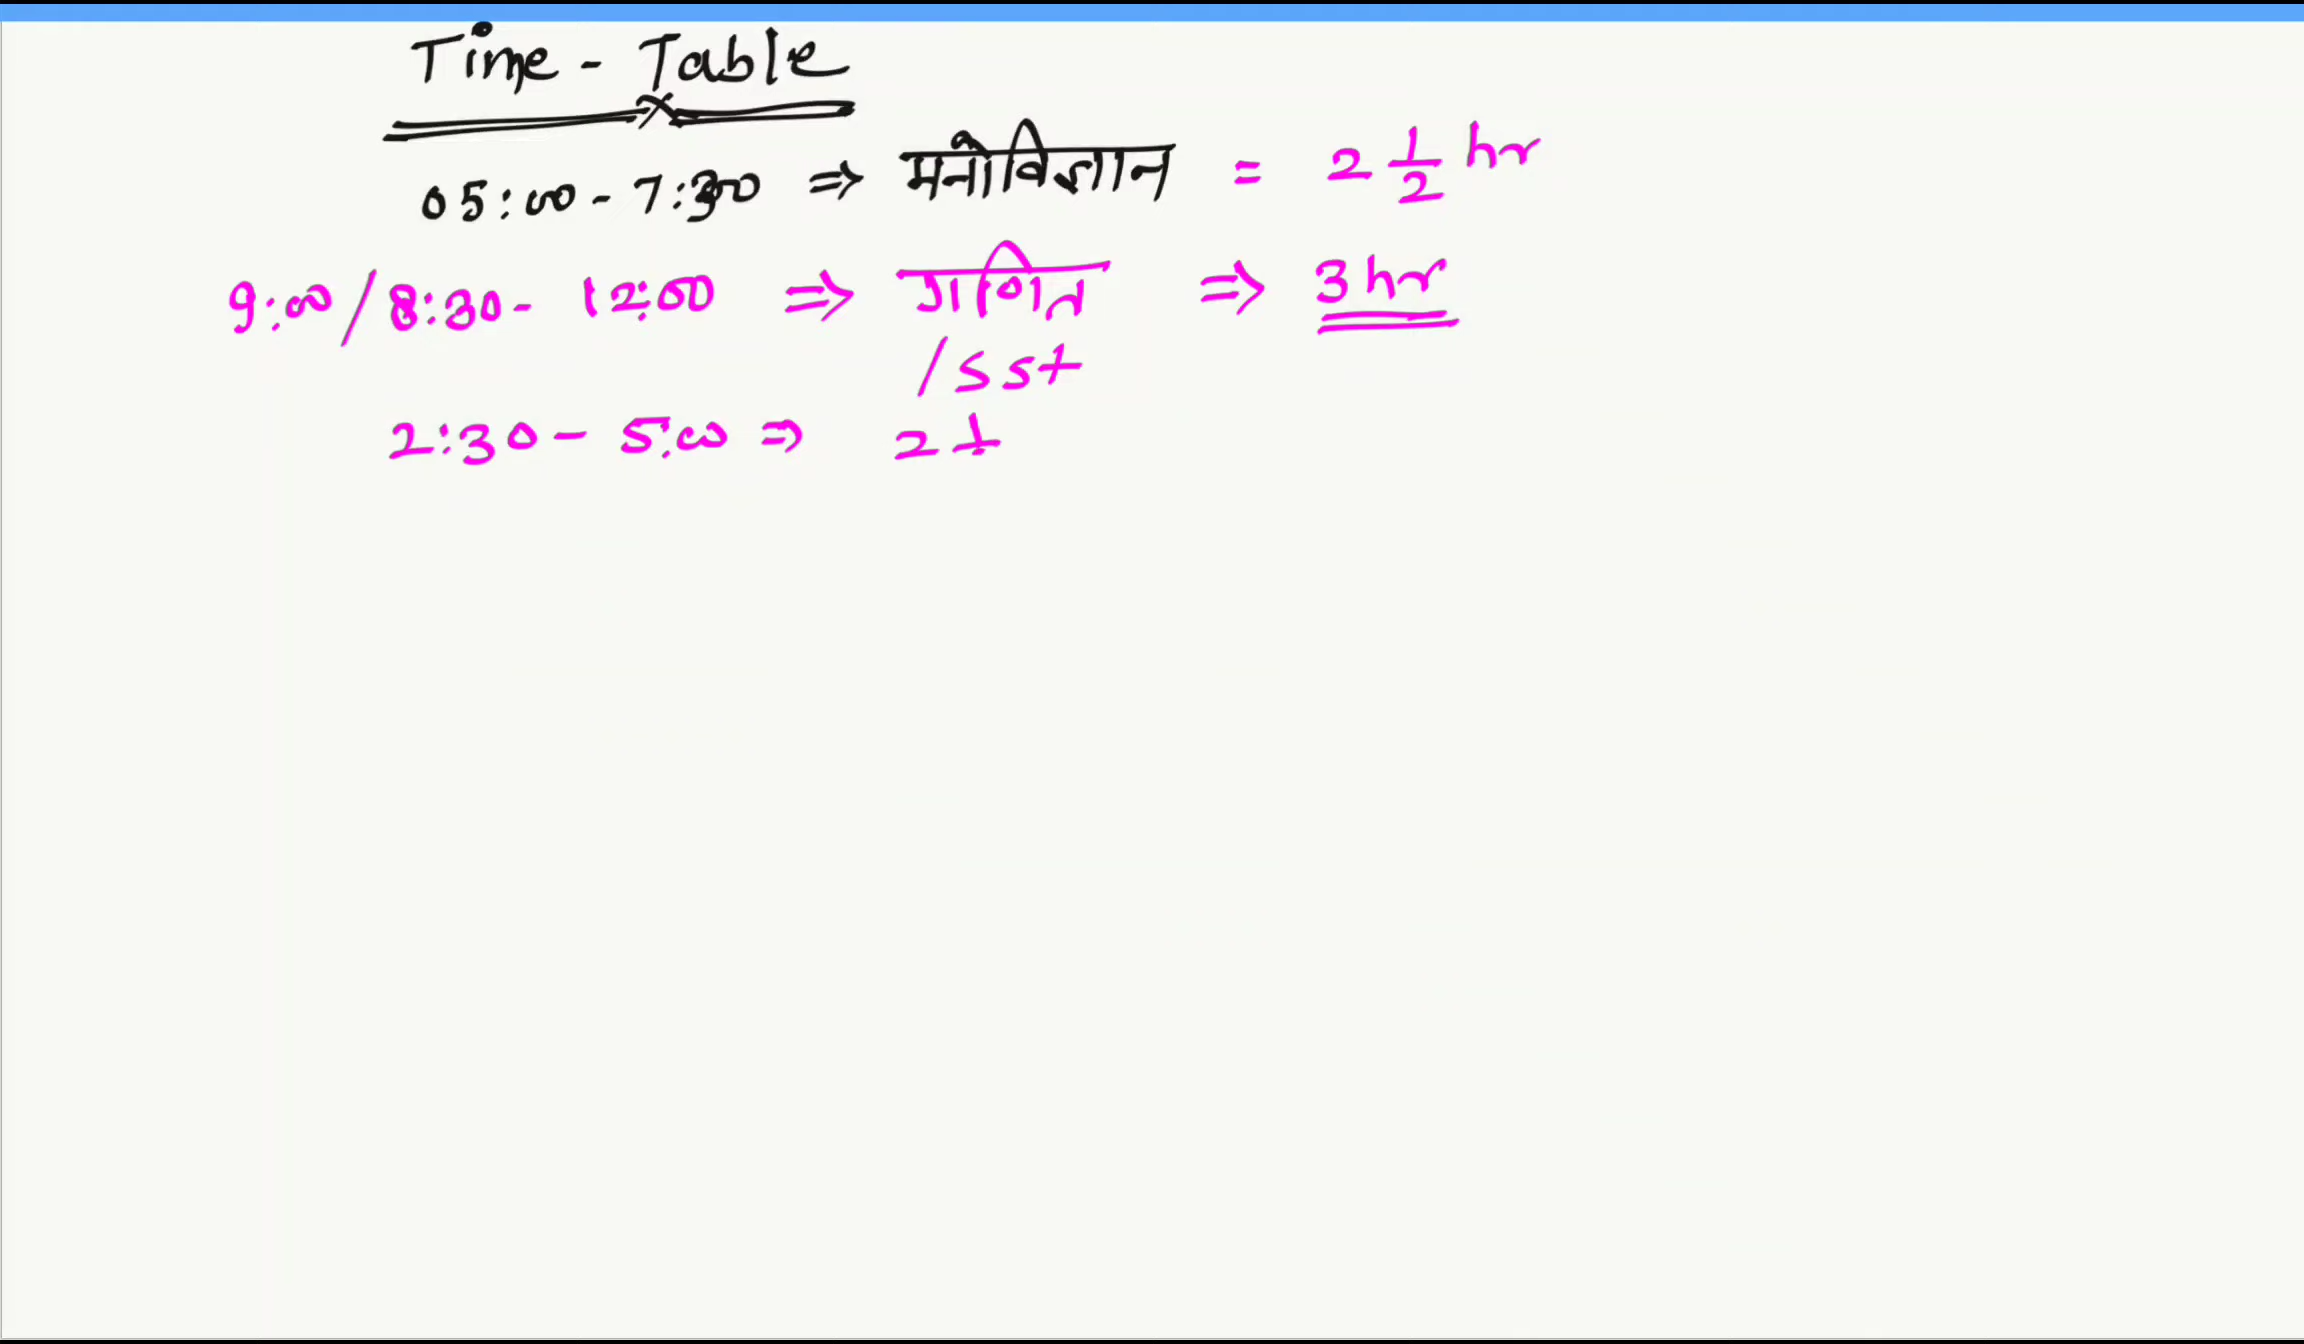 Time - Table
05:00 - 7:30 ⇒ मनोविज्ञान = 2 1/2 hr
9:00 / 8:30 - 12:00 ⇒ गणित ⇒ 3 hr
/ SSt
2:30 - 5:00 ⇒ 2 1